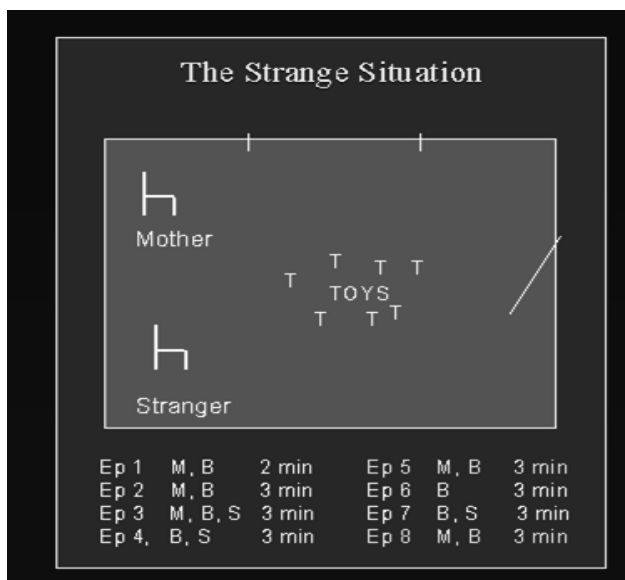 The Strange Situation
Mother
T T T T
TOYS
T T T
Stranger
Ep 1 M, B 2 min Ep 5 M, B 3 min
Ep 2 M, B 3 min Ep 6 B 3 min
Ep 3 M, B, S 3 min Ep 7 B, S 3 min
Ep 4, B, S 3 min Ep 8 M, B 3 min